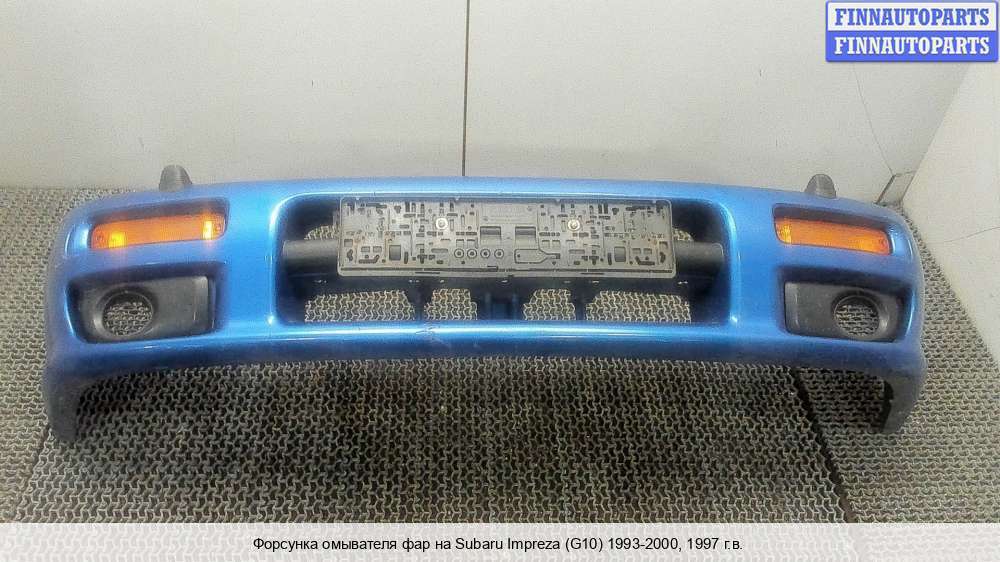 FINNAUTOPARTS
FINNAUTOPARTS
Форсунка омывателя фар на Subaru Impreza (G10) 1993-2000, 1997 г.в.